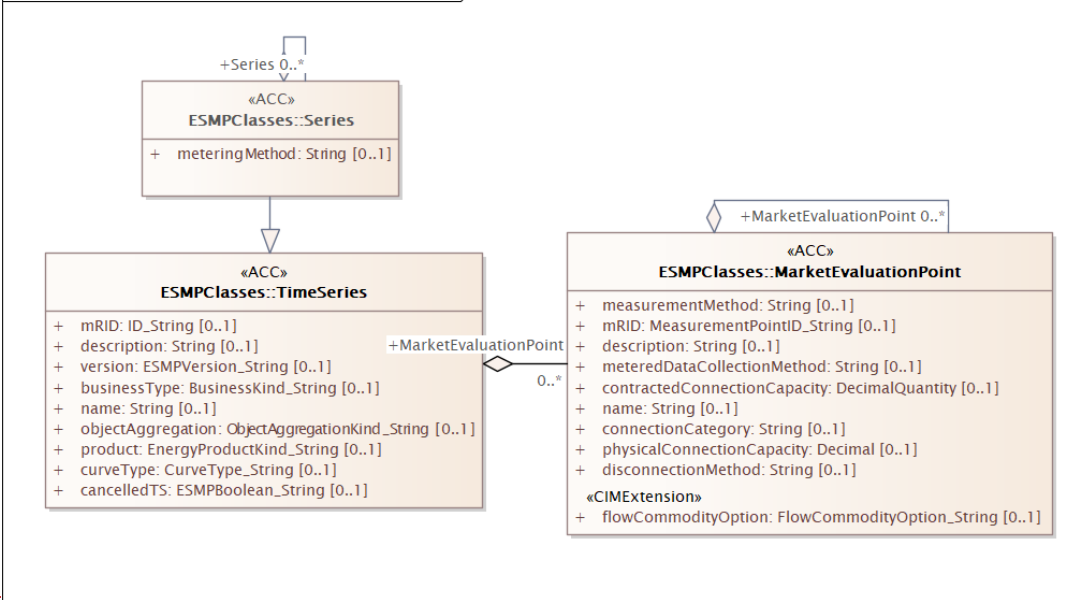 +Series 0..*
«ACC»
ESMPClasses::Series
+ meteringMethod: String [0..1]
«ACC»
ESMPClasses::TimeSeries
+ mRID: ID_String [0..1]
+ description: String [0..1]
+ version: ESMPVersion_String [0..1]
+ businessType: BusinessKind_String [0..1]
+ name: String [0..1]
+ objectAggregation: ObjectAggregationKind_String [0..1]
+ product: EnergyProductKind_String [0..1]
+ curveType: CurveType_String [0..1]
+ cancelledTS: ESMPBoolean_String [0..1]
+MarketEvaluationPoint
0..*
+MarketEvaluationPoint 0..*
«ACC»
ESMPClasses::MarketEvaluationPoint
+ measurementMethod: String [0..1]
+ mRID: MeasurementPointID_String [0..1]
+ description: String [0..1]
+ meteredDataCollectionMethod: String [0..1]
+ contractedConnectionCapacity: DecimalQuantity [0..1]
+ name: String [0..1]
+ connectionCategory: String [0..1]
+ physicalConnectionCapacity: Decimal [0..1]
+ disconnectionMethod: String [0..1]
«CIMExtension»
+ flowCommodityOption: FlowCommodityOption_String [0..1]